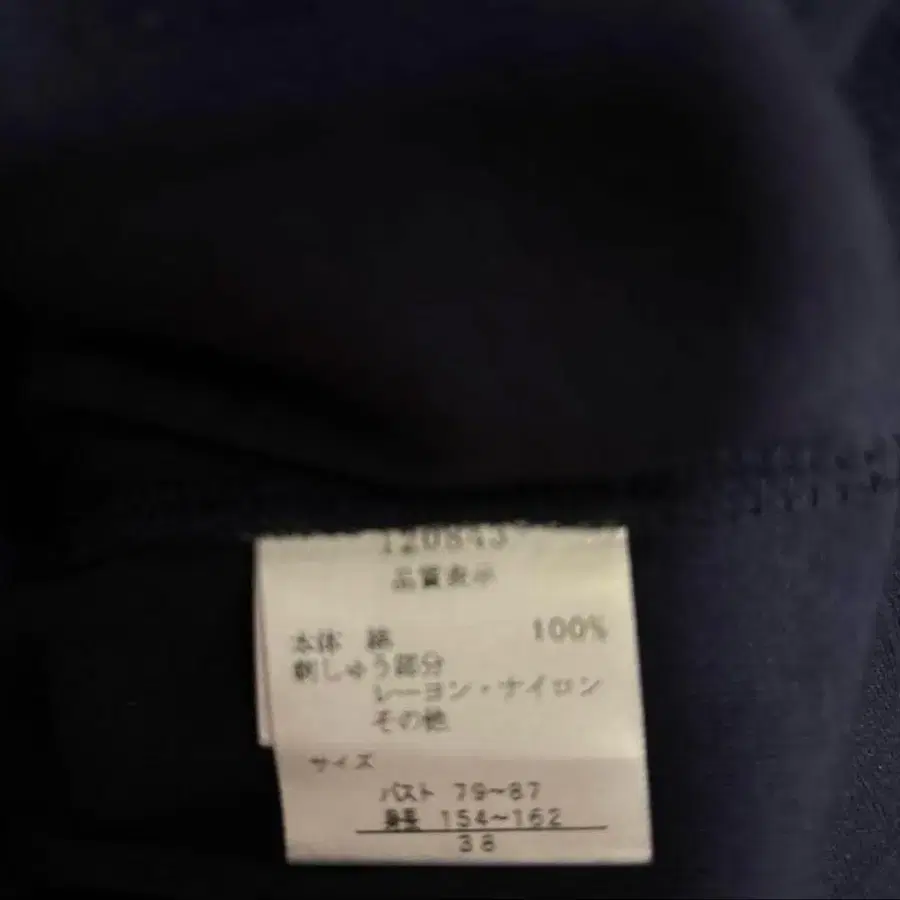 120843
品質表示
本体 綿 100%
刺しゅう部分
レーヨン・ナイロン
その他
サイズ
バスト 79~87
身長 154~162
38